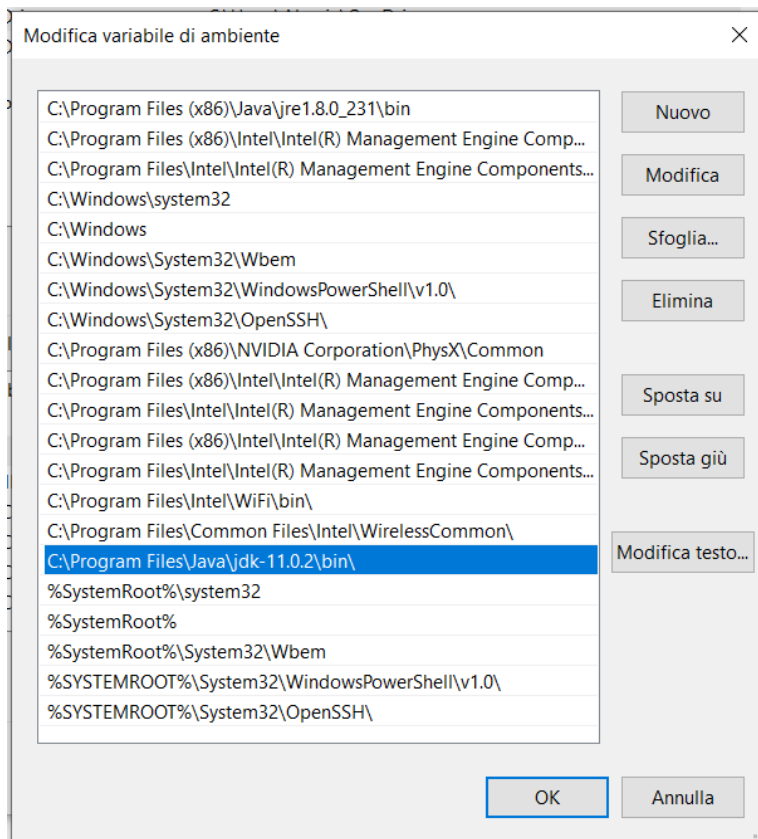 Modifica variabile di ambiente
C:\Program Files (x86)\Java\jre1.8.0_231\bin
C:\Program Files (x86)\Intel\Intel(R) Management Engine Comp...
C:\Program Files\Intel\Intel(R) Management Engine Components...
C:\Windows\system32
C:\Windows
C:\Windows\System32\Wbem
C:\Windows\System32\WindowsPowerShell\v1.0\
C:\Windows\System32\OpenSSH\
C:\Program Files (x86)\NVIDIA Corporation\PhysX\Common
C:\Program Files (x86)\Intel\Intel(R) Management Engine Comp...
C:\Program Files\Intel\Intel(R) Management Engine Components...
C:\Program Files (x86)\Intel\Intel(R) Management Engine Comp...
C:\Program Files\Intel\Intel(R) Management Engine Components...
C:\Program Files\Intel\WiFi\bin\
C:\Program Files\Common Files\Intel\WirelessCommon\
C:\Program Files\Java\jdk-11.0.2\bin\
%SystemRoot%\system32
%SystemRoot%
%SystemRoot%\System32\Wbem
%SYSTEMROOT%\System32\WindowsPowerShell\v1.0\
%SYSTEMROOT%\System32\OpenSSH\
Nuovo
Modifica
Sfoglia...
Elimina
Sposta su
Sposta giù
Modifica testo...
OK
Annulla